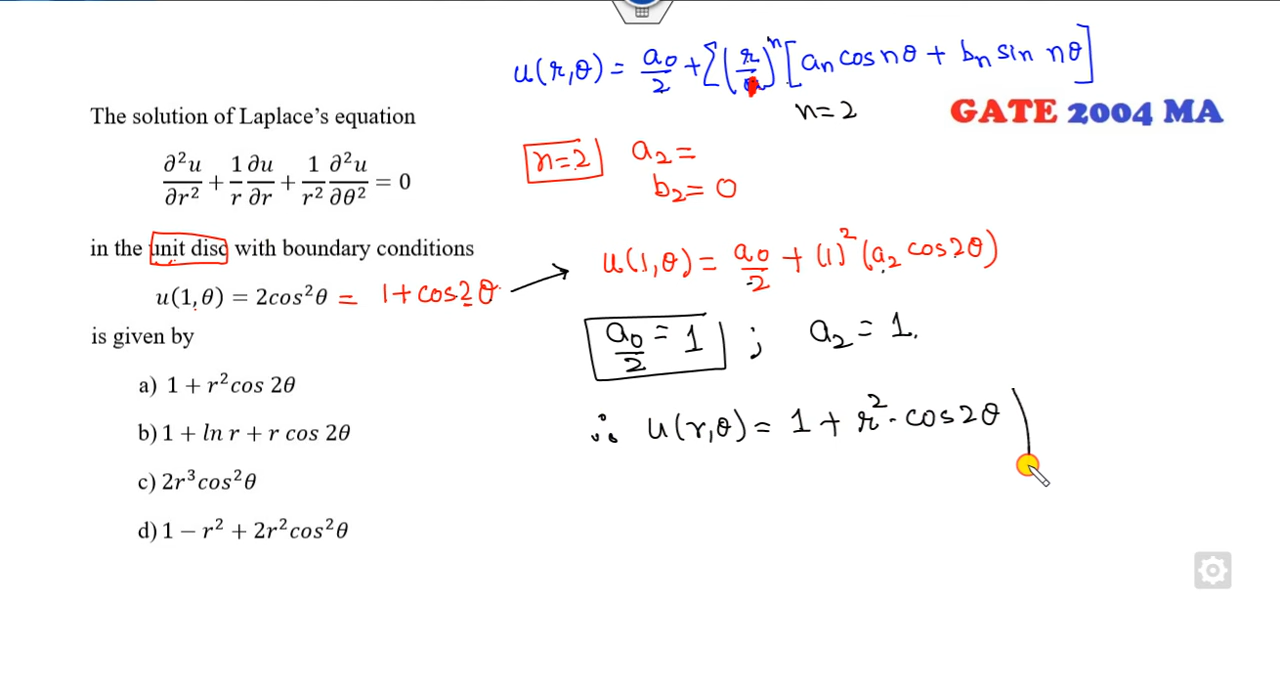 u(r,θ) = a₀/2 + Σ(r/a)ⁿ [aₙ cos nθ + bₙ sin nθ]
n=2
GATE 2004 MA
The solution of Laplace's equation
∂²u/∂r² + 1/r ∂u/∂r + 1/r² ∂²u/∂θ² = 0
n=2 a₂ =
b₂ = 0
in the unit disc with boundary conditions
u(1,θ) = a₀/2 + (1)² (a₂ cos2θ)
u(1,θ) = 2cos²θ = 1+cos2θ
is given by
a₀/2 = 1 ; a₂ = 1.
a) 1 + r²cos 2θ
∴ u(r,θ) = 1 + r². cos2θ
b) 1 + ln r + r cos 2θ
c) 2r³cos²θ
d) 1 − r² + 2r²cos²θ